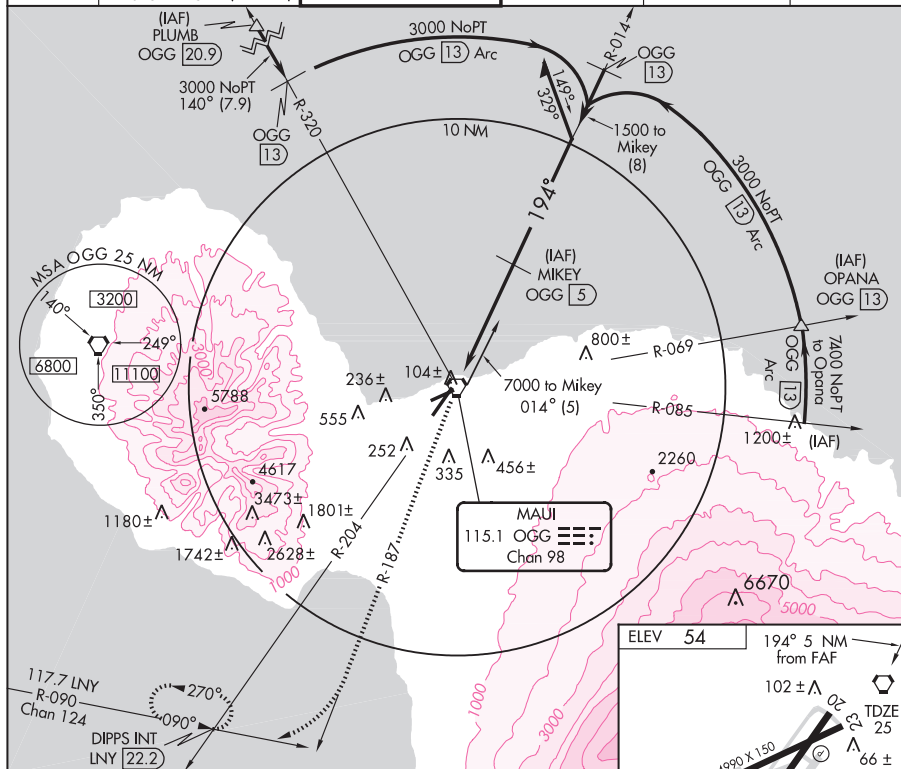 (IAF)
PLUMB
OGG 20.9
3000 NoPT
140° (7.9)
OGG
13
R-320
3000 NoPT
OGG 13 Arc
R-014
OGG
13
149°
329°
10 NM
1500 to
Mikey
(8)
3000 NoPT
OGG 13 Arc
194°
(IAF)
MIKEY
OGG 5
(IAF)
OPANA
OGG 13
MSA OGG 25 NM
140°
3200
249°
6800
11100
350°
3000
5788
236±
104±
555
252
335
456±
7000 to Mikey
014° (5)
800±
R-069
R-085
7400 NoPT
to Opana
OGG 13
Arc
1200±
(IAF)
2260
4617
3473±
1801±
1180±
1742±
2628±
1000
R-204
R-187
MAUI
115.1 OGG
Chan 98
6670
5000
1000
3000
117.7 LNY
R-090
Chan 124
270°
090°
DIPPS INT
LNY 22.2
ELEV 54
194° 5 NM
from FAF
102±
TDZE
25
20
23
4990 X 150
P
66±